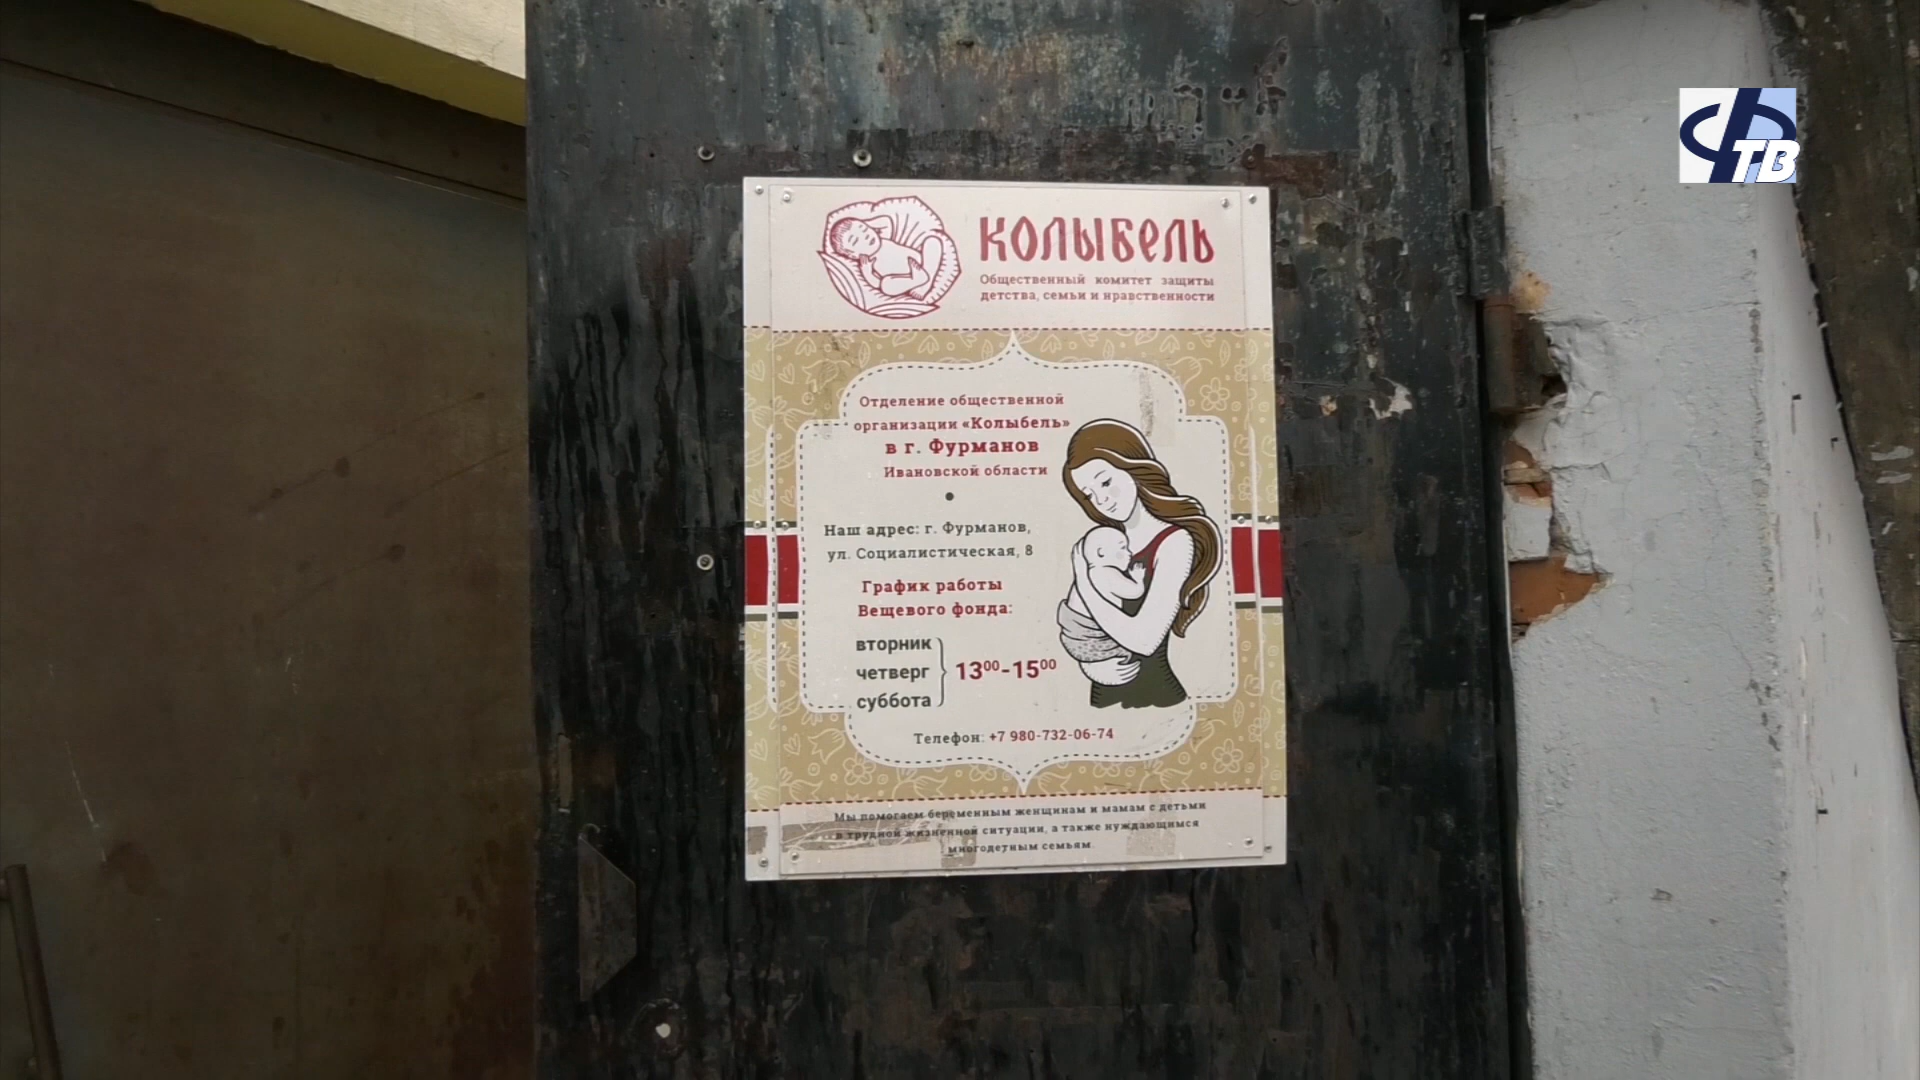 КОЛЫБЕЛЬ
Общественный комитет защиты
детства, семьи и нравственности
Отделение общественной
организации «Колыбель»
в г. Фурманов
Ивановской области
Наш адрес: г. Фурманов,
ул. Социалистическая, 8
График работы
Вещевого фонда:
вторник
четверг
суббота
13⁰⁰-15⁰⁰
Телефон: +7 980-732-06-74
Мы помогаем беременным женщинам и мамам с детьми
в трудной жизненной ситуации, а также нуждающимся
многодетным семьям
ФТВ